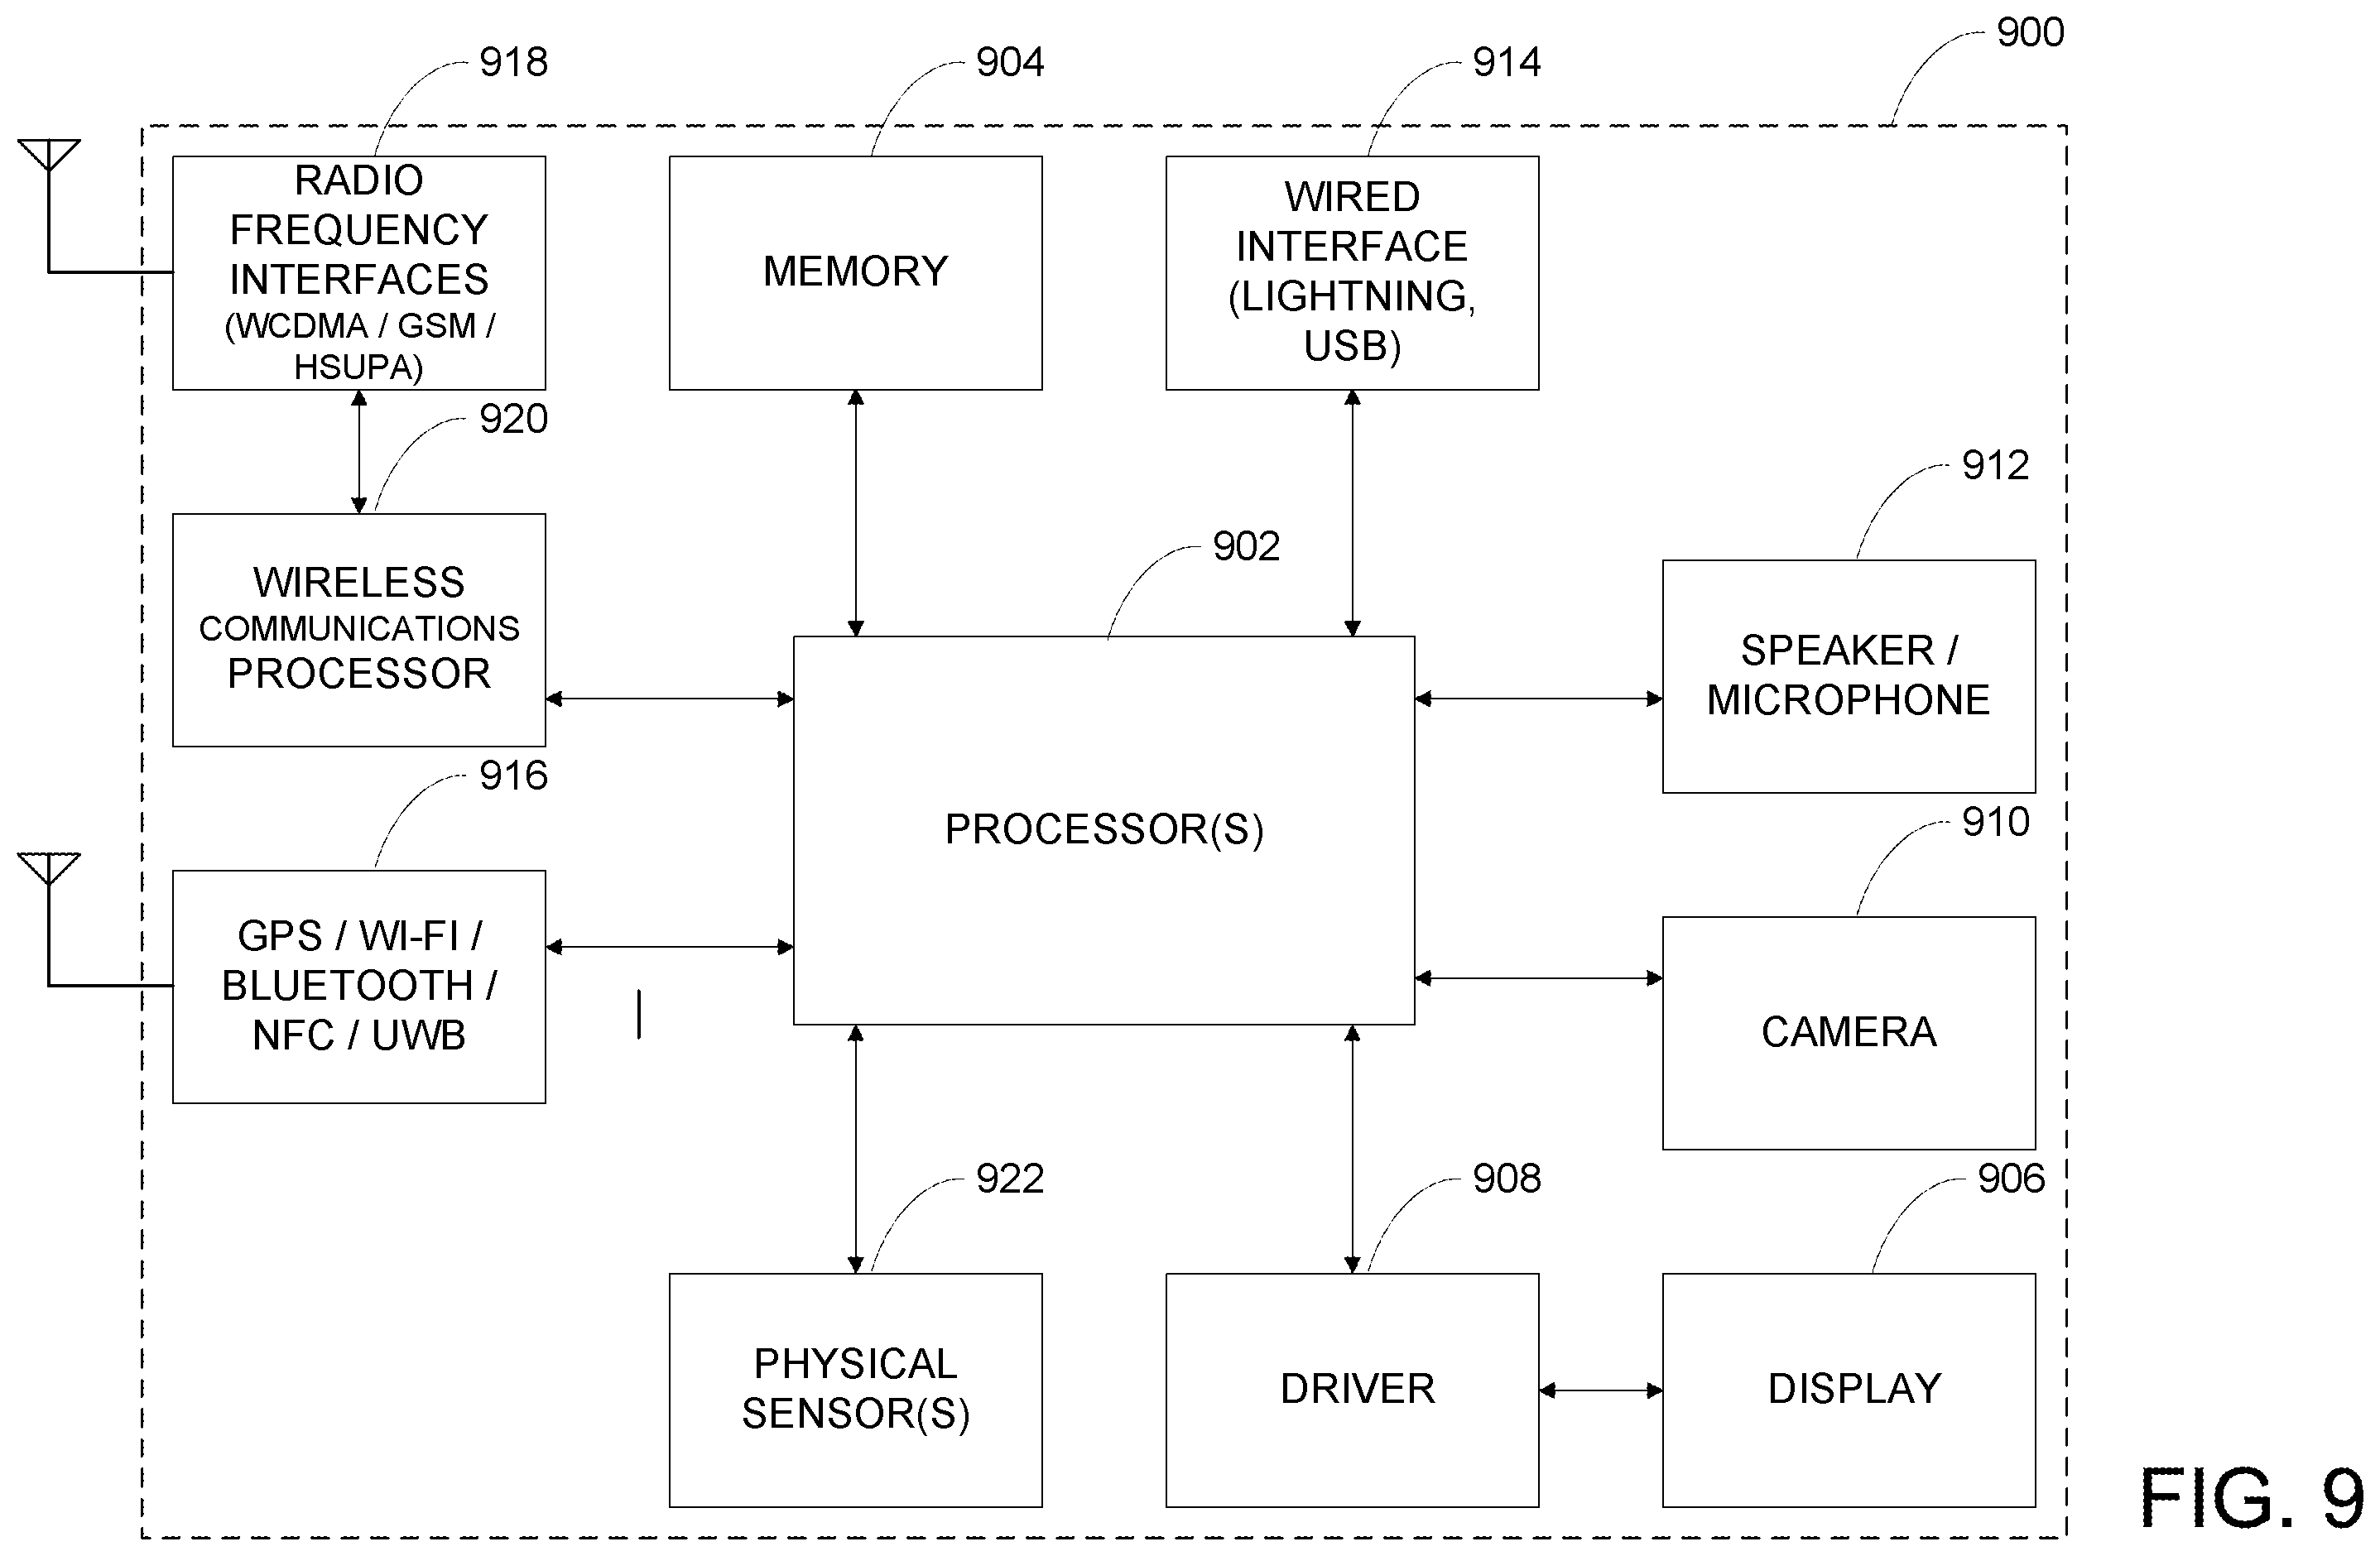 900
918
904
914
RADIO
FREQUENCY
INTERFACES
(WCDMA / GSM /
HSUPA)
MEMORY
WIRED
INTERFACE
(LIGHTNING,
USB)
920
912
902
WIRELESS
COMMUNICATIONS
PROCESSOR
SPEAKER /
MICROPHONE
916
910
PROCESSOR(S)
GPS / WI-FI /
BLUETOOTH /
NFC / UWB
CAMERA
922
908
906
PHYSICAL
SENSOR(S)
DRIVER
DISPLAY
FIG. 9